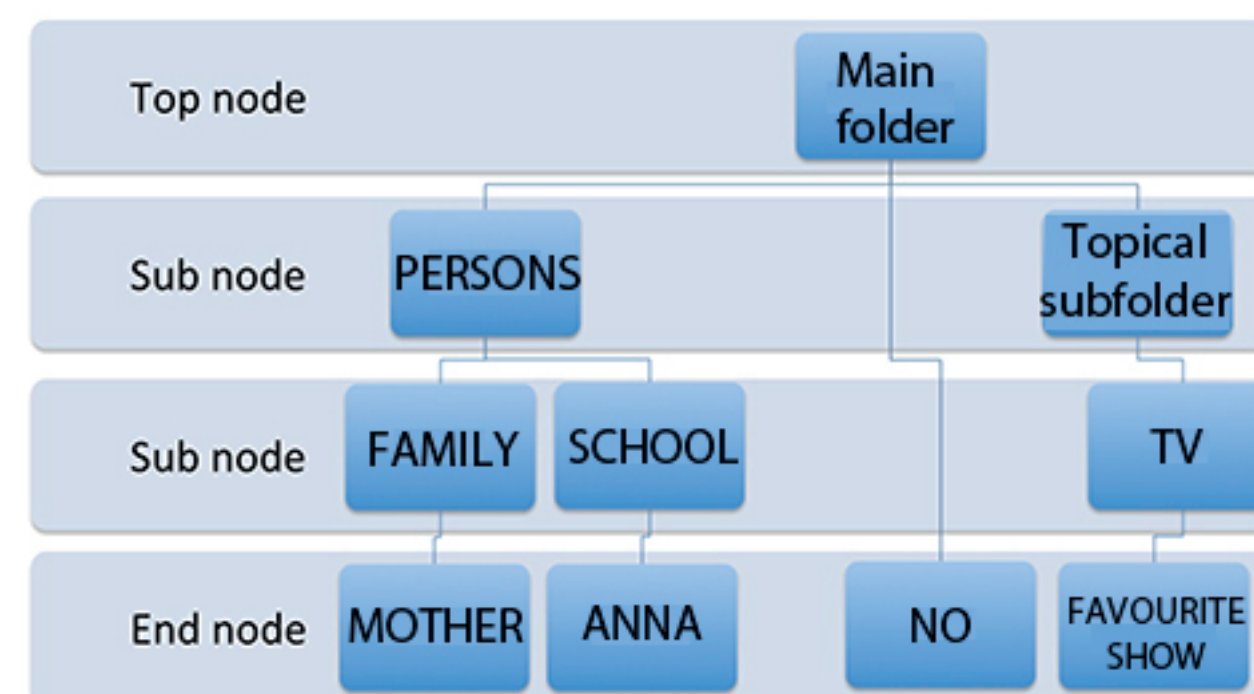 Top node
Main
folder
Sub node
PERSONS
Topical
subfolder
Sub node
FAMILY
SCHOOL
TV
End node
MOTHER
ANNA
NO
FAVOURITE
SHOW